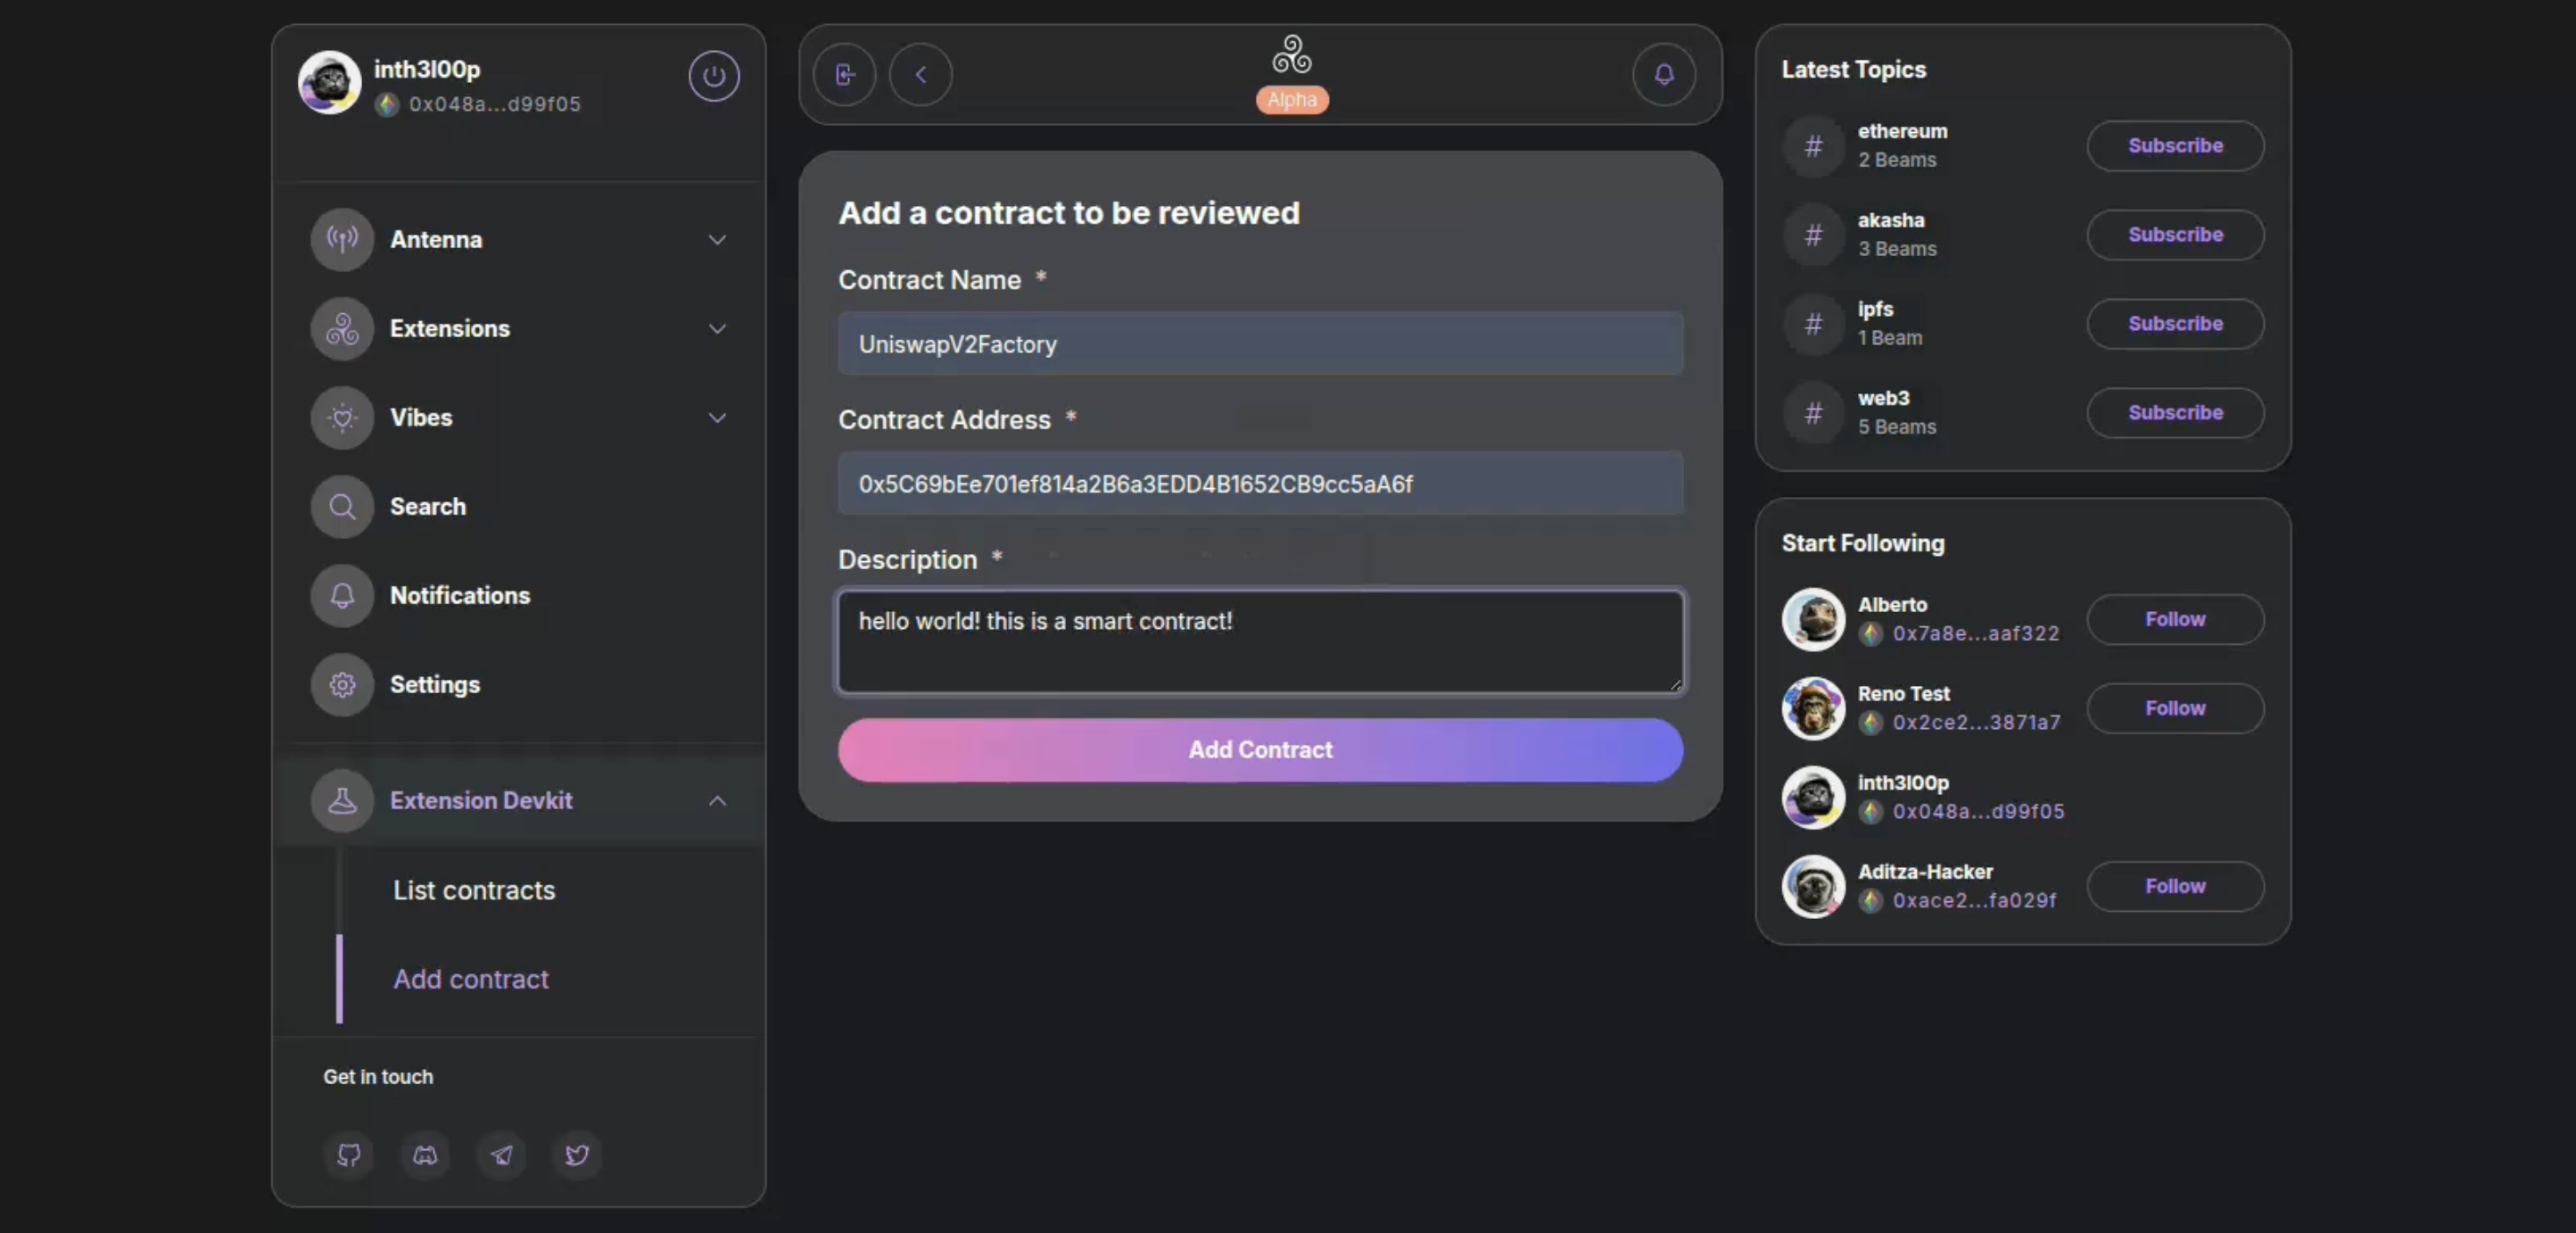 inth3l00p
0x048a...d99f05
Antenna
Extensions
Vibes
Search
Notifications
Settings
Extension Devkit
List contracts
Add contract
Get in touch
Alpha
Add a contract to be reviewed
Contract Name *
UniswapV2Factory
Contract Address *
0x5C69bEe701ef814a2B6a3EDD4B1652CB9cc5aA6f
Description *
hello world! this is a smart contract!
Add Contract
Latest Topics
# ethereum
2 Beams
Subscribe
# akasha
3 Beams
Subscribe
# ipfs
1 Beam
Subscribe
# web3
5 Beams
Subscribe
Start Following
Alberto
0x7a8e...aaf322
Follow
Reno Test
0x2ce2...3871a7
Follow
inth3l00p
0x048a...d99f05
Aditza-Hacker
0xace2...fa029f
Follow